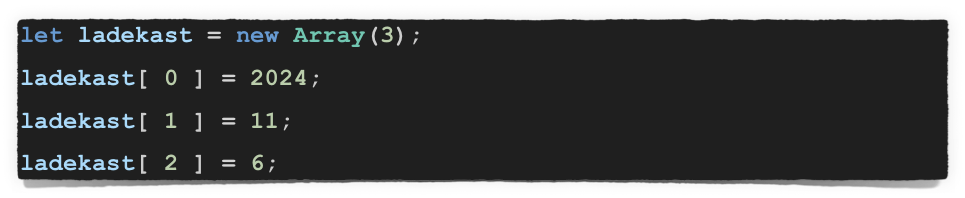 let ladekast = new Array(3);
ladekast[ 0 ] = 2024;
ladekast[ 1 ] = 11;
ladekast[ 2 ] = 6;